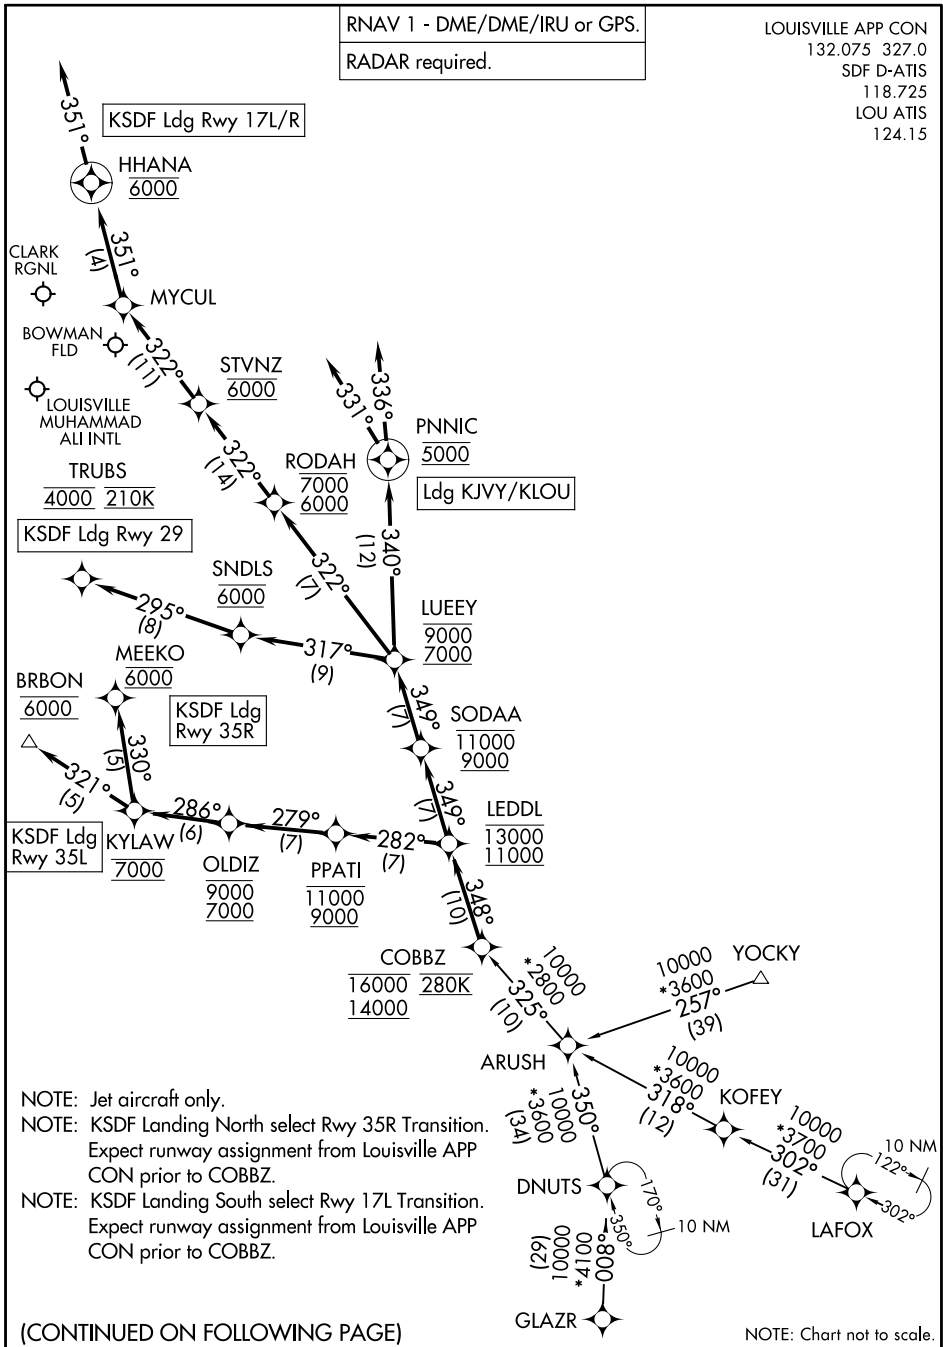 RNAV 1 - DME/DME/IRU or GPS.
RADAR required.
LOUISVILLE APP CON
132.075 327.0
SDF D-ATIS
118.725
LOU ATIS
124.15
351°
KSDF Ldg Rwy 17L/R
HHANA
6000
351°
(4)
CLARK
RGNL
MYCUL
BOWMAN
FLD
322°
(11)
STVNZ
6000
LOUISVILLE
MUHAMMAD
ALI INTL
331°
336°
PNNIC
5000
322°
(14)
RODAH
7000
6000
Ldg KJVY/KLOU
TRUBS
4000 210K
KSDF Ldg Rwy 29
340°
(12)
322°
(7)
SNDLS
6000
LUEEY
9000
7000
295°
(8)
317°
(9)
MEEKO
6000
BRBON
6000
KSDF Ldg
Rwy 35R
349°
(7)
SODAA
11000
9000
330°
(5)
321°
(5)
349°
(7)
LEDDL
13000
11000
286°
(6)
279°
(7)
282°
(7)
KSDF Ldg
Rwy 35L
KYLAW
7000
OLDIZ
9000
7000
PPATI
11000
9000
348°
(10)
COBBZ
16000 280K
14000
10000
*2800
325°
(10)
YOCKY
10000
*3600
257°
(39)
ARUSH
10000
*3600
318°
(12)
KOFEY
10000
*3700
302°
(31)
10 NM
122°
302°
LAFOX
350°
10000
*3600
(34)
DNUTS
170°
350°
10 NM
008°
*4100
10000
(29)
GLAZR
NOTE: Jet aircraft only.
NOTE: KSDF Landing North select Rwy 35R Transition.
Expect runway assignment from Louisville APP
CON prior to COBBZ.
NOTE: KSDF Landing South select Rwy 17L Transition.
Expect runway assignment from Louisville APP
CON prior to COBBZ.
(CONTINUED ON FOLLOWING PAGE)
NOTE: Chart not to scale.